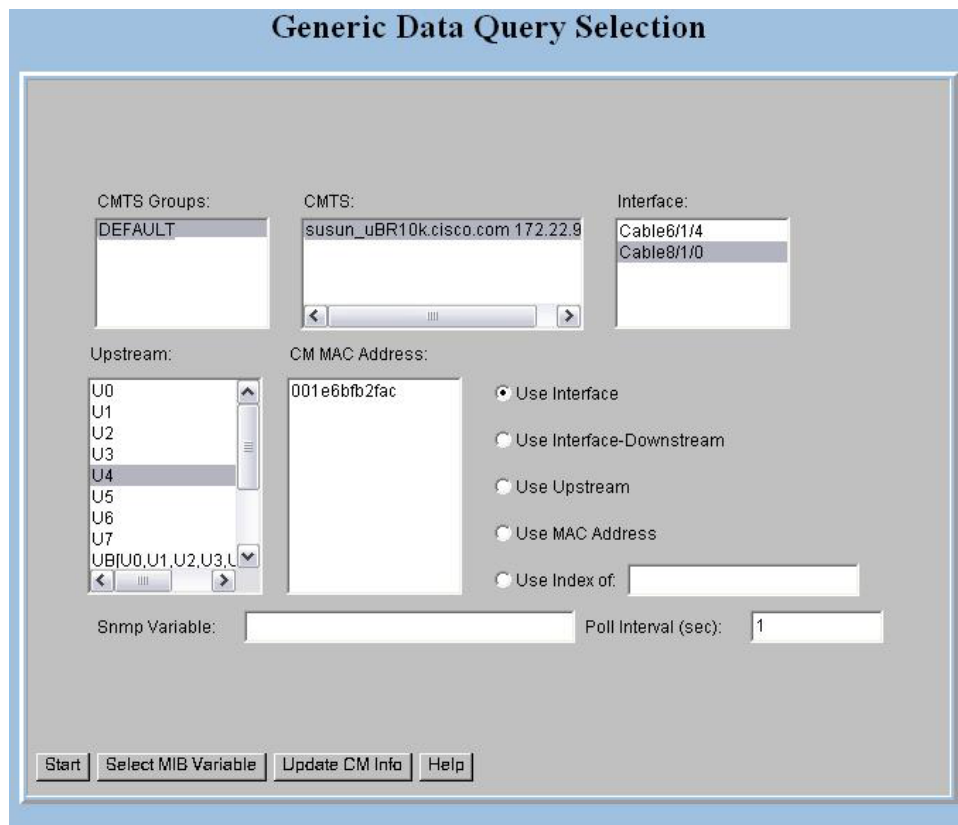 Generic Data Query Selection
CMTS Groups:
CMTS:
Interface:
DEFAULT
susun_uBR10k.cisco.com 172.22.9
Cable6/1/4
Cable8/1/0
Upstream:
CM MAC Address:
U0
U1
U2
U3
U4
U5
U6
U7
UB[U0,U1,U2,U3,U
001e6bfb2fac
Use Interface
Use Interface-Downstream
Use Upstream
Use MAC Address
Use Index of:
Snmp Variable:
Poll Interval (sec):
1
Start
Select MIB Variable
Update CM Info
Help